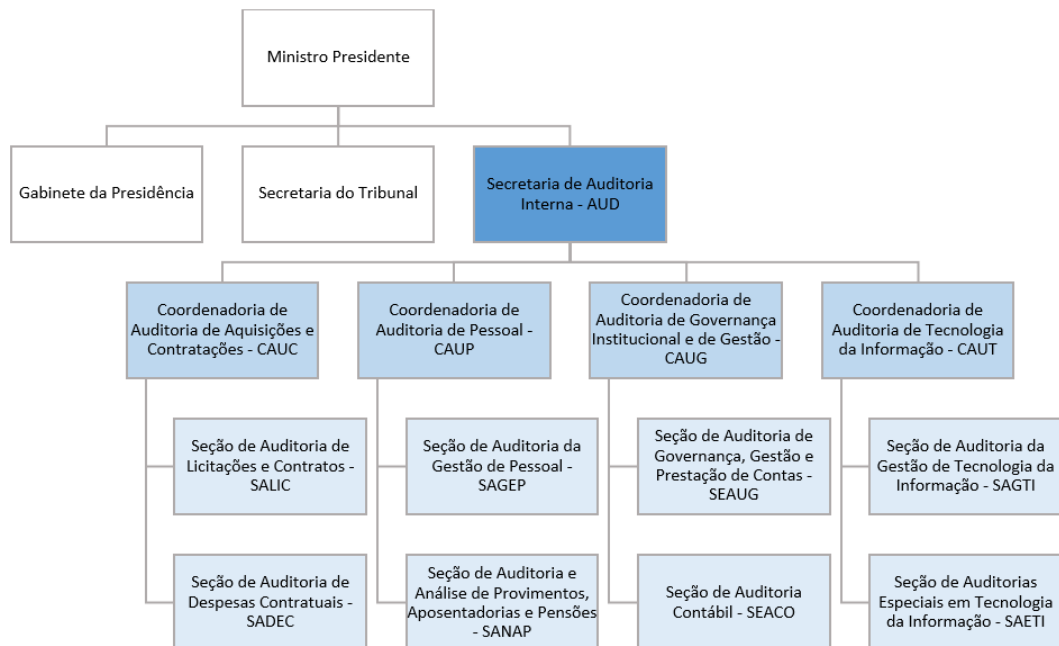 Ministro Presidente
Gabinete da Presidência
Secretaria do Tribunal
Secretaria de Auditoria
Interna - AUD
Coordenadoria de
Auditoria de Aquisições e
Contratações - CAUC
Coordenadoria de
Auditoria de Pessoal -
CAUP
Coordenadoria de
Auditoria de Governança
Institucional e de Gestão -
CAUG
Coordenadoria de
Auditoria de Tecnologia
da Informação - CAUT
Seção de Auditoria de
Licitações e Contratos -
SALIC
Seção de Auditoria da
Gestão de Pessoal -
SAGEP
Seção de Auditoria de
Governança, Gestão e
Prestação de Contas -
SEAUG
Seção de Auditoria da
Gestão de Tecnologia da
Informação - SAGTI
Seção de Auditoria de
Despesas Contratuais -
SADEC
Seção de Auditoria e
Análise de Provimentos,
Aposentadorias e Pensões
- SANAP
Seção de Auditoria
Contábil - SEACO
Seção de Auditorias
Especiais em Tecnologia
da Informação - SAETI